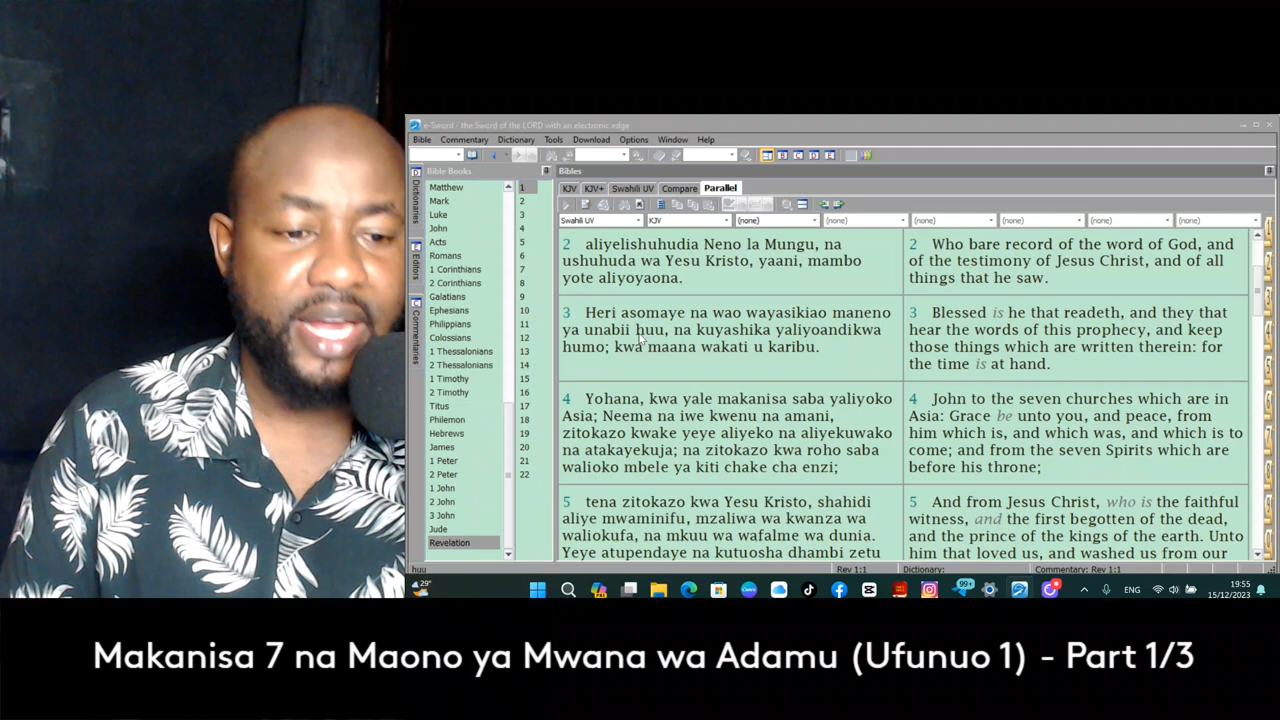 e-Sword - the Sword of the LORD with an electronic edge
Bible Commentary Dictionary Tools Download Options Window Help
Bible Books
Bibles
KJV KJV+ Swahili UV Compare Parallel
Swahili UV KJV (none) (none) (none) (none) (none) (none)
Dictionaries
Editors
Commentaries
Matthew 1
Mark 2
Luke 3
John 4
Acts 5
Romans 6
1 Corinthians 7
2 Corinthians 8
Galatians 9
Ephesians 10
Philippians 11
Colossians 12
1 Thessalonians 13
2 Thessalonians 14
1 Timothy 15
2 Timothy 16
Titus 17
Philemon 18
Hebrews 19
James 20
1 Peter 21
2 Peter 22
1 John
2 John
3 John
Jude
Revelation
2 aliyelishuhudia Neno la Mungu, na
ushuhuda wa Yesu Kristo, yaani, mambo
yote aliyoyaona.
2 Who bare record of the word of God, and
of the testimony of Jesus Christ, and of all
things that he saw.
3 Heri asomaye na wao wayasikiao maneno
ya unabii huu, na kuyashika yaliyoandikwa
humo; kwa maana wakati u karibu.
3 Blessed is he that readeth, and they that
hear the words of this prophecy, and keep
those things which are written therein: for
the time is at hand.
4 Yohana, kwa yale makanisa saba yaliyoko
Asia; Neema na iwe kwenu na amani,
zitokazo kwake yeye aliyeko na aliyekuwako
na atakayekuja; na zitokazo kwa roho saba
walioko mbele ya kiti chake cha enzi;
4 John to the seven churches which are in
Asia: Grace be unto you, and peace, from
him which is, and which was, and which is to
come; and from the seven Spirits which are
before his throne;
5 tena zitokazo kwa Yesu Kristo, shahidi
aliye mwaminifu, mzaliwa wa kwanza wa
waliokufa, na mkuu wa wafalme wa dunia.
Yeye atupendaye na kutuosha dhambi zetu
5 And from Jesus Christ, who is the faithful
witness, and the first begotten of the dead,
and the prince of the kings of the earth. Unto
him that loved us, and washed us from our
huu Rev 1:1 Dictionary: Commentary: Rev 1:1
29° 99+ ENG 19:55
15/12/2023
Makanisa 7 na Maono ya Mwana wa Adamu (Ufunuo 1) - Part 1/3